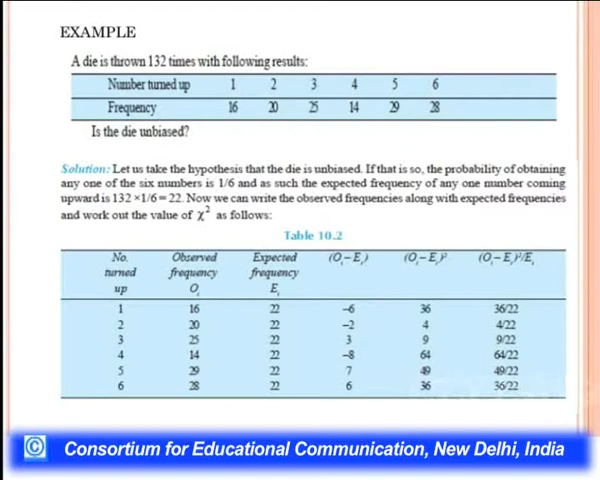 EXAMPLE
A die is thrown 132 times with following results:
Number turned up 1 2 3 4 5 6
Frequency 16 20 25 14 29 28
Is the die unbiased?
Solution: Let us take the hypothesis that the die is unbiased. If that is so, the probability of obtaining
any one of the six numbers is 1/6 and as such the expected frequency of any one number coming
upward is 132 ×1/6 = 22. Now we can write the observed frequencies along with expected frequencies
and work out the value of χ² as follows:
Table 10.2
No. Observed Expected (Oᵢ – Eᵢ) (Oᵢ – Eᵢ)² (Oᵢ – Eᵢ)²/Eᵢ
turned frequency frequency
up Oᵢ Eᵢ
1 16 22 –6 36 36/22
2 20 22 –2 4 4/22
3 25 22 3 9 9/22
4 14 22 –8 64 64/22
5 29 22 7 49 49/22
6 28 22 6 36 36/22
© Consortium for Educational Communication, New Delhi, India